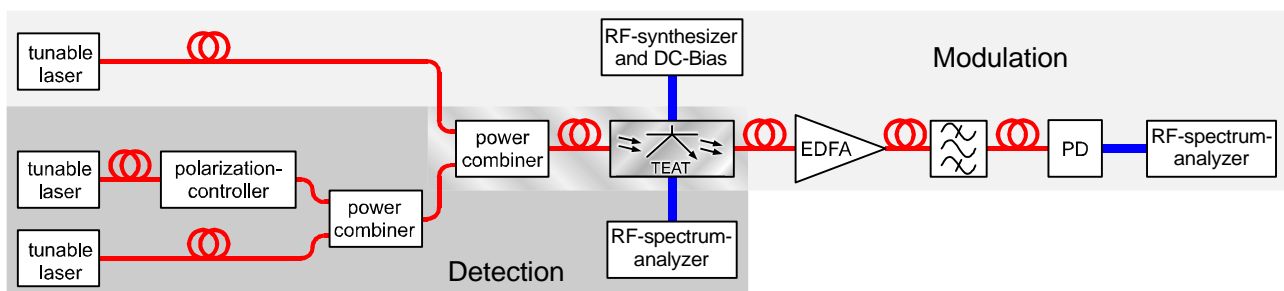 tunable
laser
RF-synthesizer
and DC-Bias
Modulation
power
combiner
TEAT
EDFA
PD
RF-spectrum-
analyzer
tunable
laser
polarization-
controller
power
combiner
tunable
laser
RF-spectrum-
analyzer
Detection